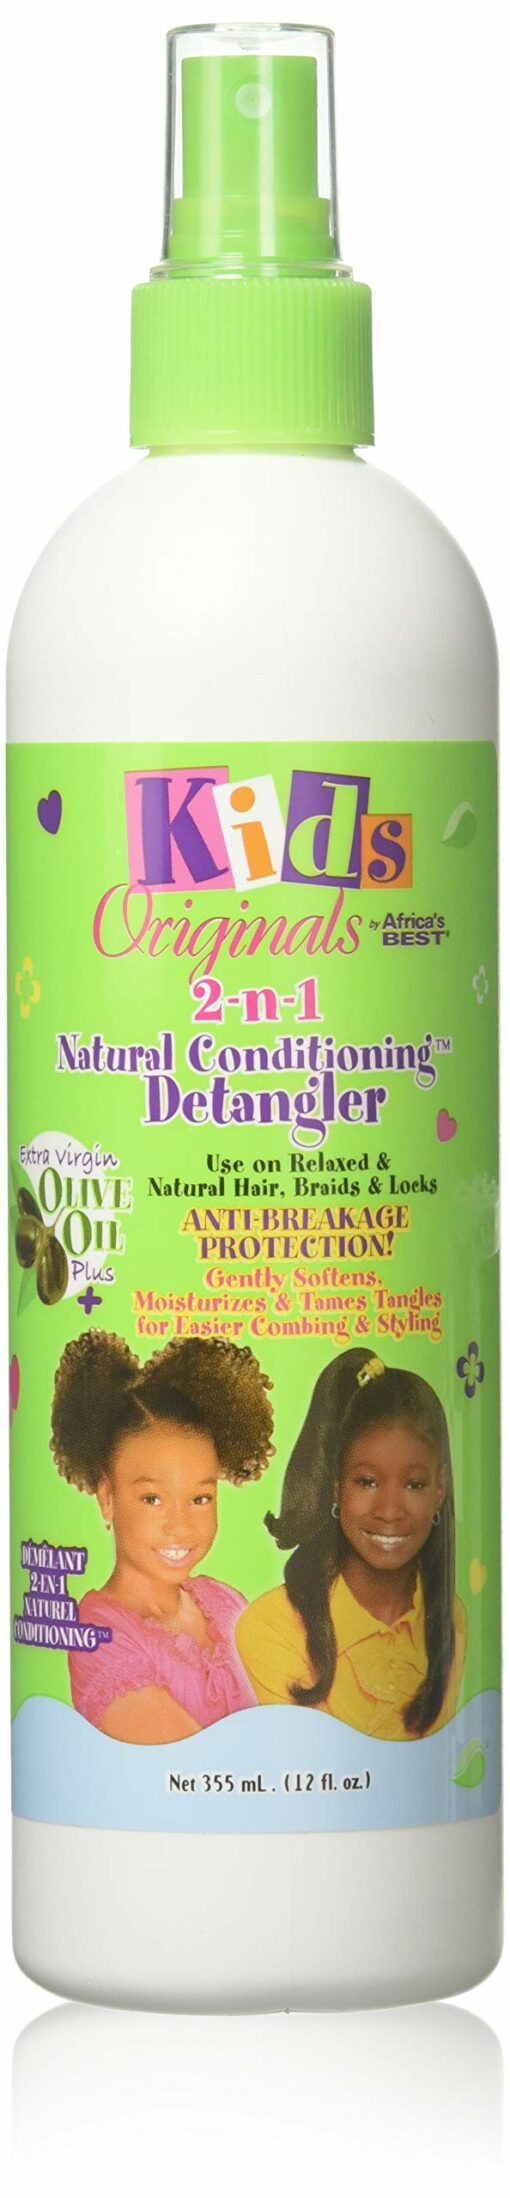 Kids
Originals by Africa's
BEST®
2-n-1
Natural Conditioning™
Detangler
Extra Virgin
OLIVE
OIL
Plus
+
Use on Relaxed &
Natural Hair, Braids & Locks
ANTI-BREAKAGE
PROTECTION!
Gently Softens,
Moisturizes & Tames Tangles
for Easier Combing & Styling
DÉMÊLANT
2-EN-1
NATUREL
CONDITIONING™
Net 355 mL . (12 fl. oz.)